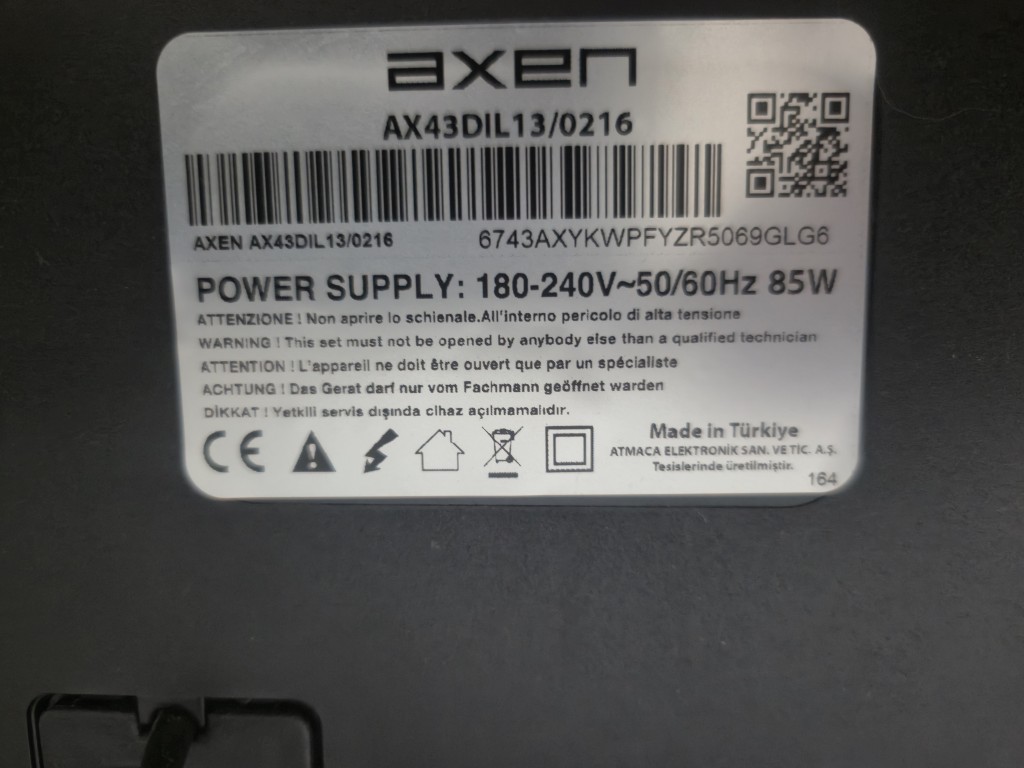 axen
AX43DIL13/0216
AXEN AX43DIL13/0216
6743AXYKWPFYZR5069GLG6
POWER SUPPLY: 180-240V~50/60Hz 85W
ATTENZIONE ! Non aprire lo schienale.All'interno pericolo di alta tensione
WARNING ! This set must not be opened by anybody else than a qualified technician
ATTENTION ! L'appareil ne doit être ouvert que par un spécialiste
ACHTUNG ! Das Gerat darf nur vom Fachmann geöffnet warden
DİKKAT ! Yetkili servis dışında cihaz açılmamalıdır.
CE
Made in Türkiye
ATMACA ELEKTRONİK SAN. VE TİC. A.Ş.
Tesislerinde üretilmiştir.
164